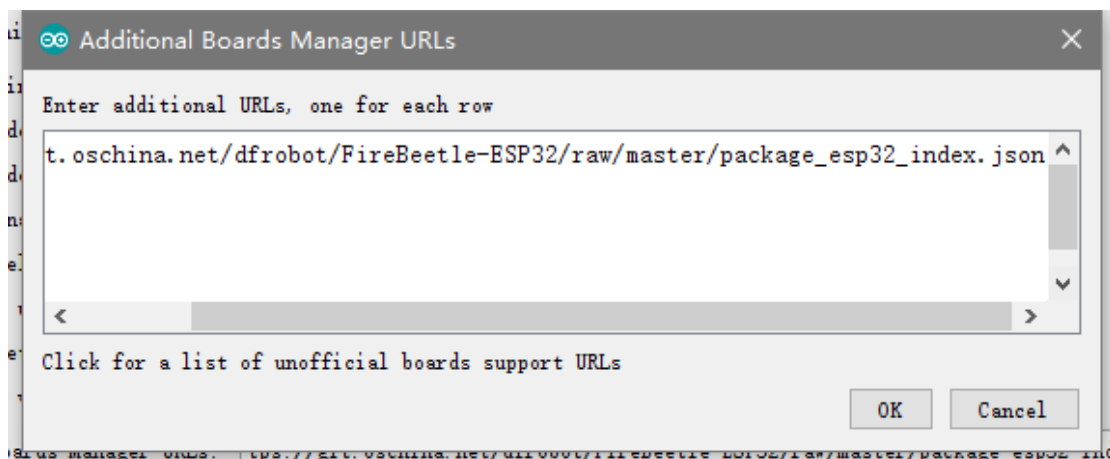 Additional Boards Manager URLs
Enter additional URLs, one for each row
t.oschina.net/dfrobot/FireBeetle-ESP32/raw/master/package_esp32_index.json
Click for a list of unofficial boards support URLs
OK Cancel